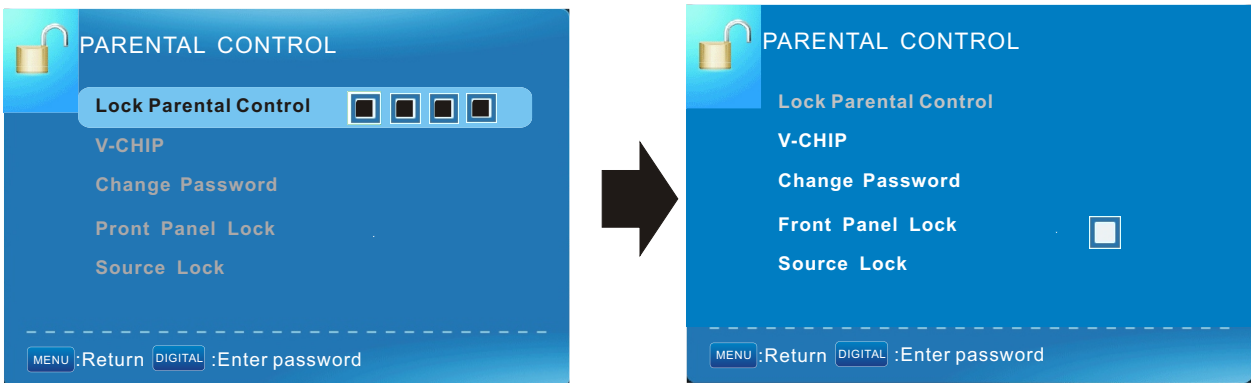 PARENTAL CONTROL
Lock Parental Control
V-CHIP
Change Password
Pront Panel Lock
Source Lock
MENU :Return DIGITAL :Enter password
PARENTAL CONTROL
Lock Parental Control
V-CHIP
Change Password
Front Panel Lock
Source Lock
MENU :Return DIGITAL :Enter password